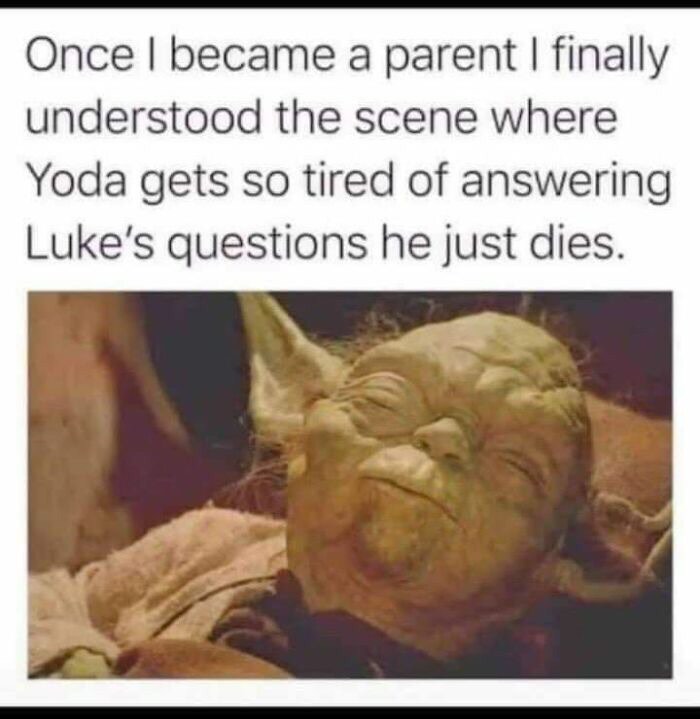 Once I became a parent I finally
understood the scene where
Yoda gets so tired of answering
Luke's questions he just dies.